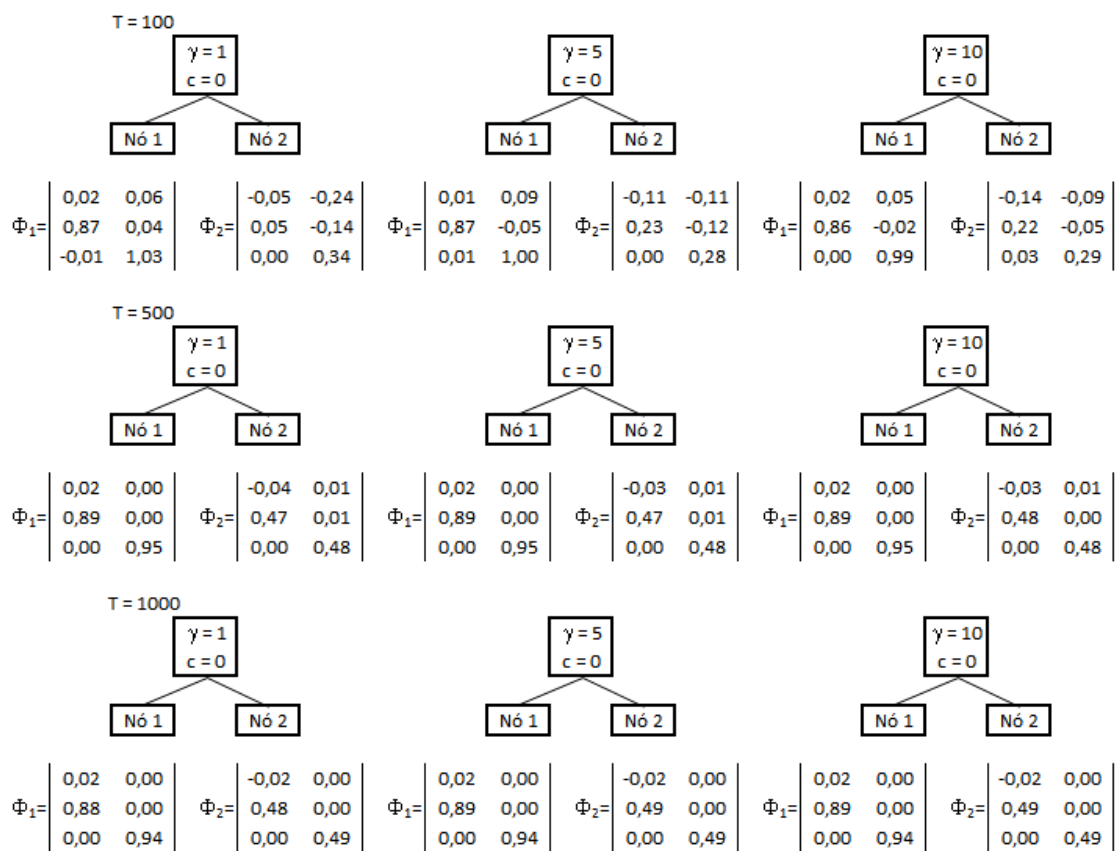 T = 100
γ = 1 γ = 5 γ = 10
c = 0 c = 0 c = 0
Nó 1 Nó 2 Nó 1 Nó 2 Nó 1 Nó 2
0,02 0,06 -0,05 -0,24 0,01 0,09 -0,11 -0,11 0,02 0,05 -0,14 -0,09
Φ₁= 0,87 0,04 Φ₂= 0,05 -0,14 Φ₁= 0,87 -0,05 Φ₂= 0,23 -0,12 Φ₁= 0,86 -0,02 Φ₂= 0,22 -0,05
-0,01 1,03 0,00 0,34 0,01 1,00 0,00 0,28 0,00 0,99 0,03 0,29
T = 500
γ = 1 γ = 5 γ = 10
c = 0 c = 0 c = 0
Nó 1 Nó 2 Nó 1 Nó 2 Nó 1 Nó 2
0,02 0,00 -0,04 0,01 0,02 0,00 -0,03 0,01 0,02 0,00 -0,03 0,01
Φ₁= 0,89 0,00 Φ₂= 0,47 0,01 Φ₁= 0,89 0,00 Φ₂= 0,47 0,01 Φ₁= 0,89 0,00 Φ₂= 0,48 0,00
0,00 0,95 0,00 0,48 0,00 0,95 0,00 0,48 0,00 0,95 0,00 0,48
T = 1000
γ = 1 γ = 5 γ = 10
c = 0 c = 0 c = 0
Nó 1 Nó 2 Nó 1 Nó 2 Nó 1 Nó 2
0,02 0,00 -0,02 0,00 0,02 0,00 -0,02 0,00 0,02 0,00 -0,02 0,00
Φ₁= 0,88 0,00 Φ₂= 0,48 0,00 Φ₁= 0,89 0,00 Φ₂= 0,49 0,00 Φ₁= 0,89 0,00 Φ₂= 0,49 0,00
0,00 0,94 0,00 0,49 0,00 0,94 0,00 0,49 0,00 0,94 0,00 0,49